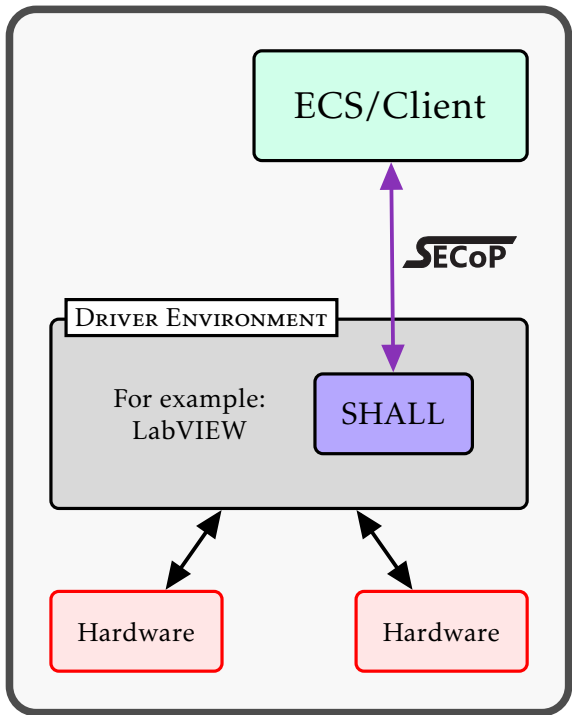 ECS/Client
SECoP
Driver Environment
For example:
LabVIEW
SHALL
Hardware
Hardware